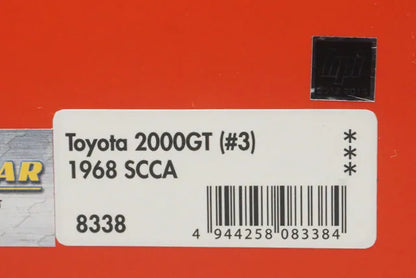 Toyota 2000GT (#3)
1968 SCCA
***
8338
4 944258 083384